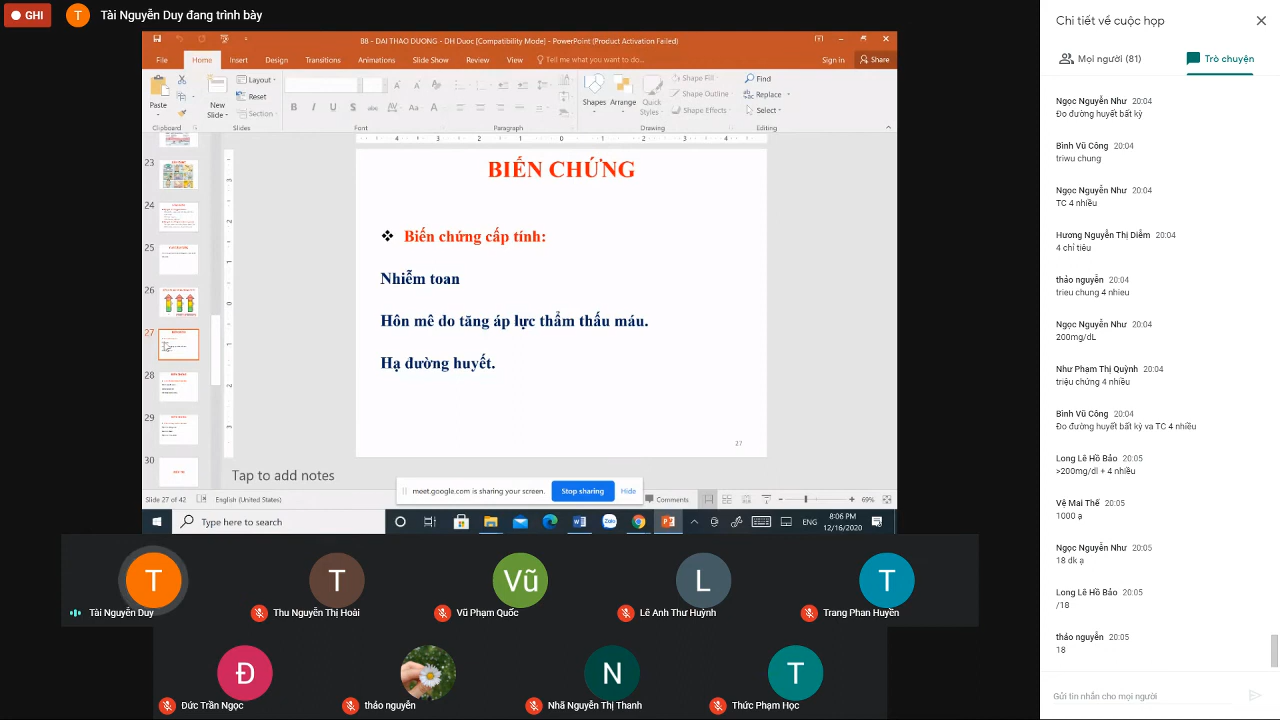 GHI
T
Tài Nguyễn Duy đang trình bày
B8 - DAI THAO DUONG - DH Duoc [Compatibility Mode] - PowerPoint (Product Activation Failed)
File
Home
Insert
Design
Transitions
Animations
Slide Show
Review
View
Tell me what you want to do...
Sign in
Share
Paste
New
Slide
Layout
Reset
Section
Shapes
Arrange
Quick
Styles
Shape Fill
Shape Outline
Shape Effects
Find
Replace
Select
Clipboard
Slides
Font
Paragraph
Drawing
Editing
23
24
25
26
27
28
29
30
BIẾN CHỨNG
❖ Biến chứng cấp tính:
Nhiễm toan
Hôn mê do tăng áp lực thẩm thấu máu.
Hạ đường huyết.
27
Tap to add notes
meet.google.com is sharing your screen.
Stop sharing
Hide
Slide 27 of 42
English (United States)
Comments
69%
Type here to search
Zalo
ENG
8:06 PM
12/16/2020
T
Tài Nguyễn Duy
T
Thu Nguyễn Thị Hoài
Vũ
Vũ Phạm Quốc
L
Lê Anh Thư Huỳnh
T
Trang Phan Huyền
Đ
Đức Trần Ngọc
thảo nguyễn
N
Nhã Nguyễn Thị Thanh
T
Thức Phạm Học
Chi tiết về cuộc họp
Mọi người (81)
Trò chuyện
Ngọc Nguyễn Như 20:04
Đo đường huyết bất kỳ
Bình Vũ Công 20:04
triwu chung
Ngọc Nguyễn Như 20:04
TC 4 nhiều
Hương Nguyễn Thị Diễm 20:04
4 chỉ tiêu
thảo nguyễn 20:04
trieu chung 4 nhieu
Ngọc Nguyễn Như 20:04
200mg/dL
Như Phạm Thị Quỳnh 20:04
triệu chứng 4 nhiều
Bình Vũ Công 20:04
Đo đường huyết bất kỳ va TC 4 nhiều
Long Lê Hồ Bảo 20:05
>200mg/dl + 4 nhiều
Vê Mai Thế 20:05
1000 ạ
Ngọc Nguyễn Như 20:05
18 dk ạ
Long Lê Hồ Bảo 20:05
/18
thảo nguyễn 20:05
18
Gửi tin nhắn cho mọi người